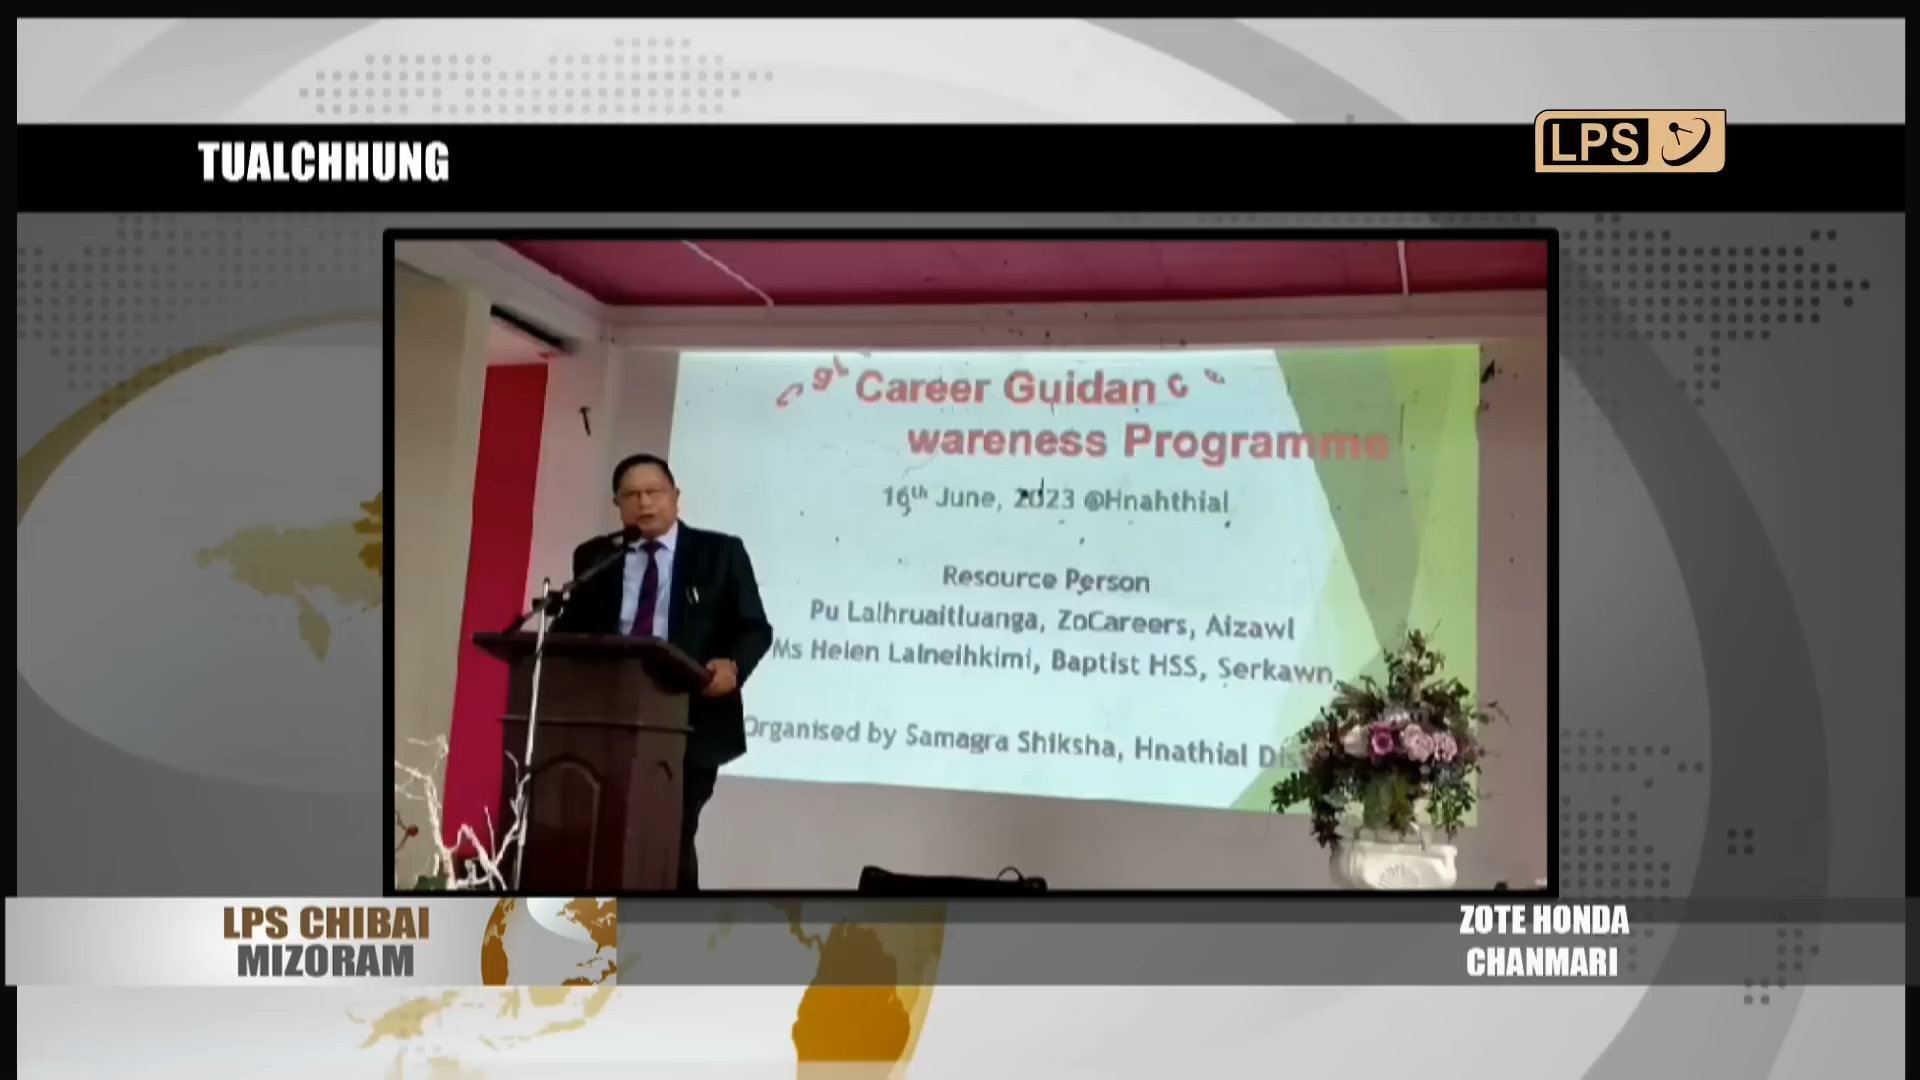 TUALCHHUNG
LPS
Career Guidan
wareness Programme
16th June, 2023 @Hnahthial
Resource Person
Pu Lalhruaitluanga, ZoCareers, Aizawl
Ms Helen Lalneihkimi, Baptist HSS, Serkawn
Organised by Samagra Shiksha, Hnathial Dis
LPS CHIBAI
MIZORAM
ZOTE HONDA
CHANMARI